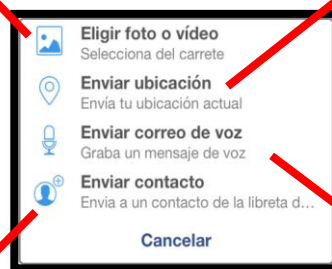 Eligir foto o vídeo
Selecciona del carrete
Enviar ubicación
Envía tu ubicación actual
Enviar correo de voz
Graba un mensaje de voz
Enviar contacto
Envia a un contacto de la libreta d...
Cancelar